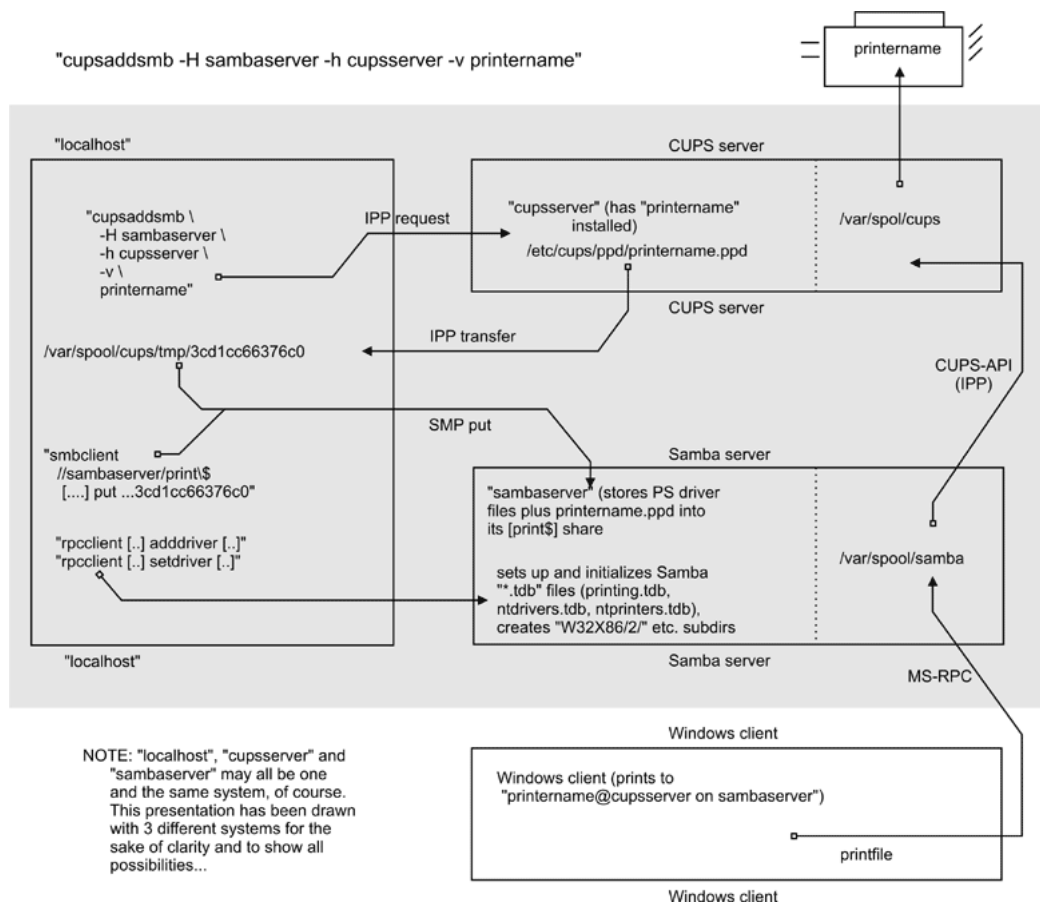 "cupsaddsmb -H sambaserver -h cupsserver -v printername"
printername
"localhost"
CUPS server
"cupsaddsmb \
-H sambaserver \
-h cupsserver \
-v \
printername"
IPP request
"cupsserver" (has "printername"
installed)
/etc/cups/ppd/printername.ppd
/var/spol/cups
CUPS server
IPP transfer
/var/spool/cups/tmp/3cd1cc66376c0
CUPS-API
(IPP)
SMP put
Samba server
"smbclient
//sambaserver/print\$
[....] put ...3cd1cc66376c0"
"rpcclient [..] adddriver [..]"
"rpcclient [..] setdriver [..]"
"sambaserver" (stores PS driver
files plus printername.ppd into
its [print$] share
sets up and initializes Samba
"*.tdb" files (printing.tdb,
ntdrivers.tdb, ntprinters.tdb),
creates "W32X86/2/" etc. subdirs
/var/spool/samba
"localhost"
Samba server
MS-RPC
NOTE: "localhost", "cupsserver" and
"sambaserver" may all be one
and the same system, of course.
This presentation has been drawn
with 3 different systems for the
sake of clarity and to show all
possibilities...
Windows client
Windows client (prints to
"printername@cupsserver on sambaserver")
printfile
Windows client